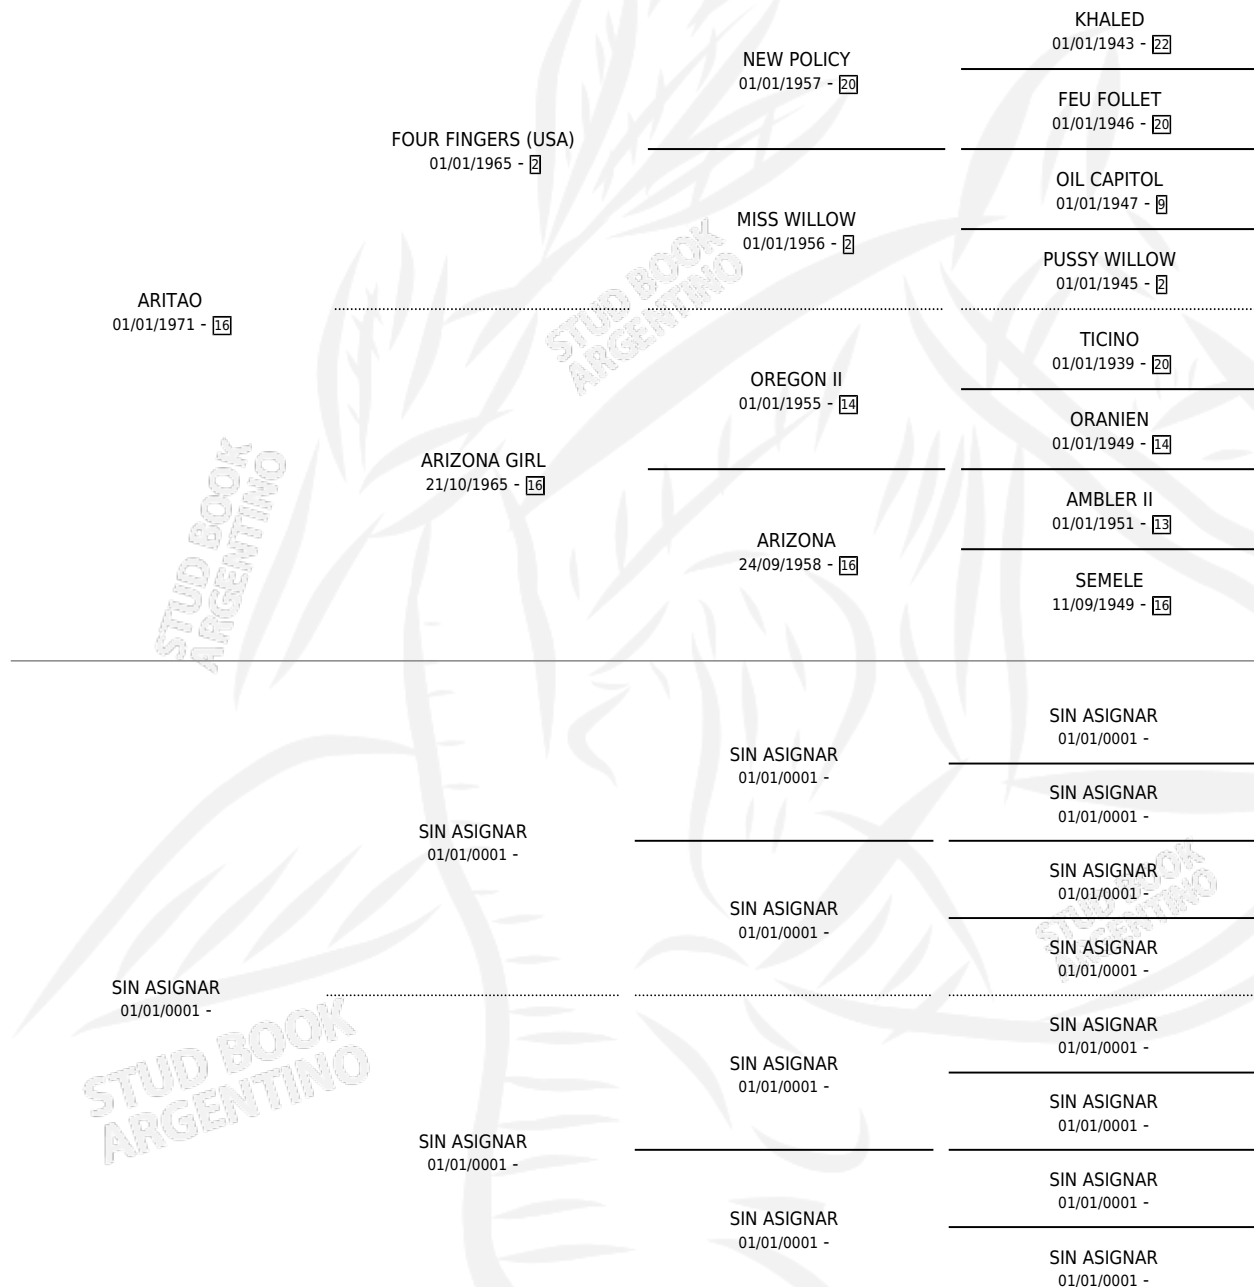 KHALED
01/01/1943 - 22
NEW POLICY
01/01/1957 - 20
FEU FOLLET
01/01/1946 - 20
FOUR FINGERS (USA)
01/01/1965 - 2
OIL CAPITOL
01/01/1947 - 9
MISS WILLOW
01/01/1956 - 2
PUSSY WILLOW
01/01/1945 - 2
ARITAO
01/01/1971 - 16
TICINO
01/01/1939 - 20
OREGON II
01/01/1955 - 14
ORANIEN
01/01/1949 - 14
ARIZONA GIRL
21/10/1965 - 16
AMBLER II
01/01/1951 - 13
ARIZONA
24/09/1958 - 16
SEMELE
11/09/1949 - 16
STUD BOOK
ARGENTINO
STUD BOOK
ARGENTINO
SIN ASIGNAR
01/01/0001 -
SIN ASIGNAR
01/01/0001 -
SIN ASIGNAR
01/01/0001 -
SIN ASIGNAR
01/01/0001 -
SIN ASIGNAR
01/01/0001 -
SIN ASIGNAR
01/01/0001 -
SIN ASIGNAR
01/01/0001 -
SIN ASIGNAR
01/01/0001 -
SIN ASIGNAR
01/01/0001 -
SIN ASIGNAR
01/01/0001 -
SIN ASIGNAR
01/01/0001 -
SIN ASIGNAR
01/01/0001 -
SIN ASIGNAR
01/01/0001 -
SIN ASIGNAR
01/01/0001 -
SIN ASIGNAR
01/01/0001 -
STUD BOOK
ARGENTINO
STUD BOOK
ARGENTINO